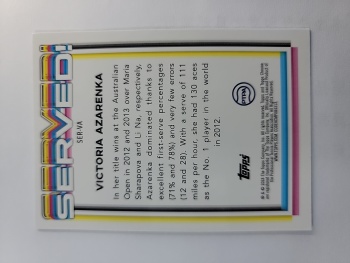 SERVED!
SER-VA
VICTORIA AZARENKA
In her title wins at the Australian
Open in 2012 and 2013 over Maria
Sharapova and Li Na, respectively,
Azarenka dominated thanks to
excellent first-serve percentages
(71% and 78%) and very few errors
(12 and 28). With a serve of 111
miles per hour, she had 130 aces
as the No. 1 player in the world
in 2012.
topps